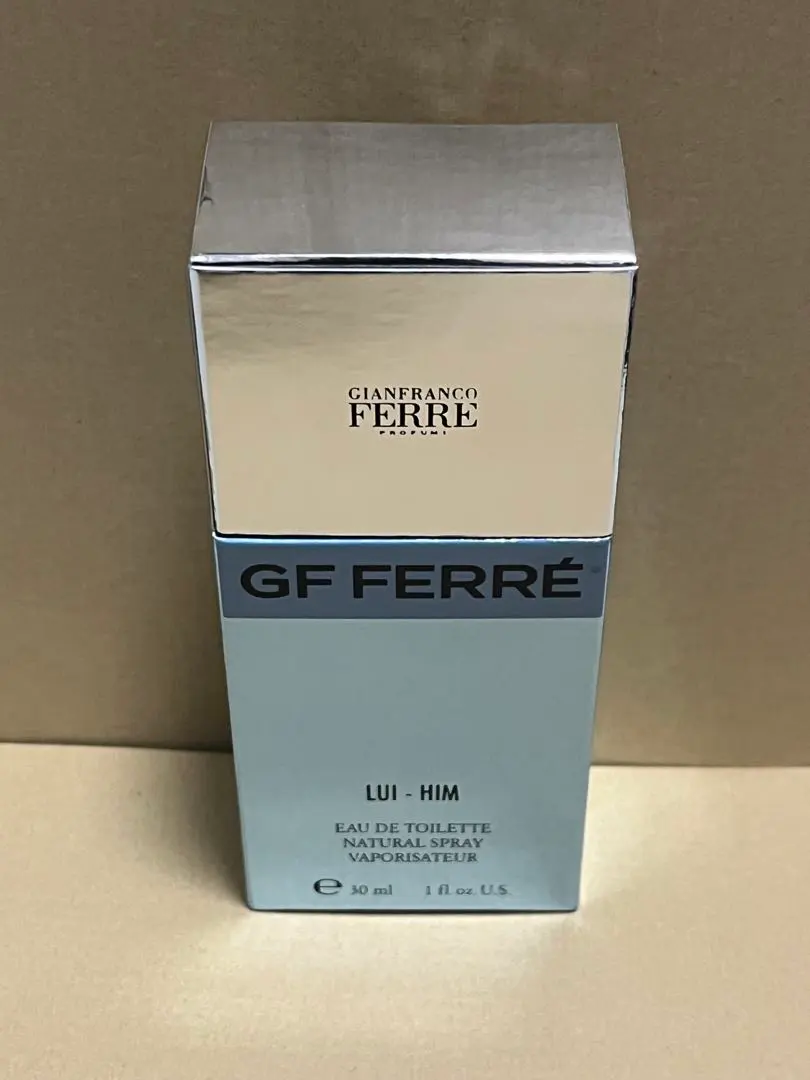 GIANFRANCO
FERRE
PROFUMI
GF FERRÉ
LUI - HIM
EAU DE TOILETTE
NATURAL SPRAY
VAPORISATEUR
e 30 ml 1 fl. oz. U.S.